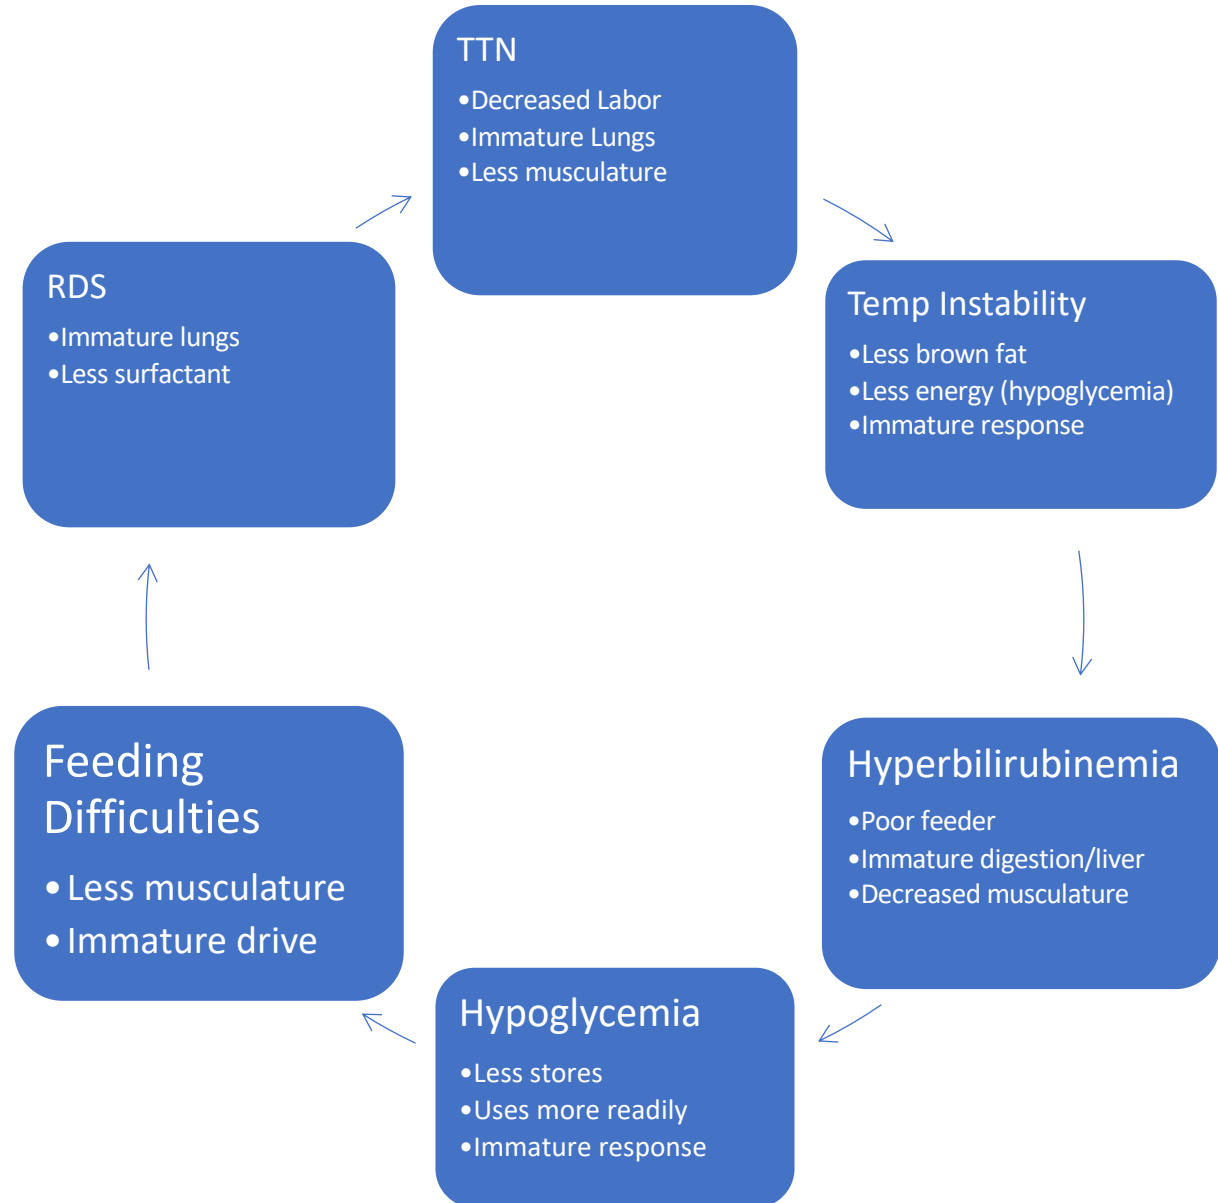 TTN
•Decreased Labor
•Immature Lungs
•Less musculature
Temp Instability
•Less brown fat
•Less energy (hypoglycemia)
•Immature response
Hyperbilirubinemia
•Poor feeder
•Immature digestion/liver
•Decreased musculature
Hypoglycemia
•Less stores
•Uses more readily
•Immature response
Feeding
Difficulties
•Less musculature
•Immature drive
RDS
•Immature lungs
•Less surfactant